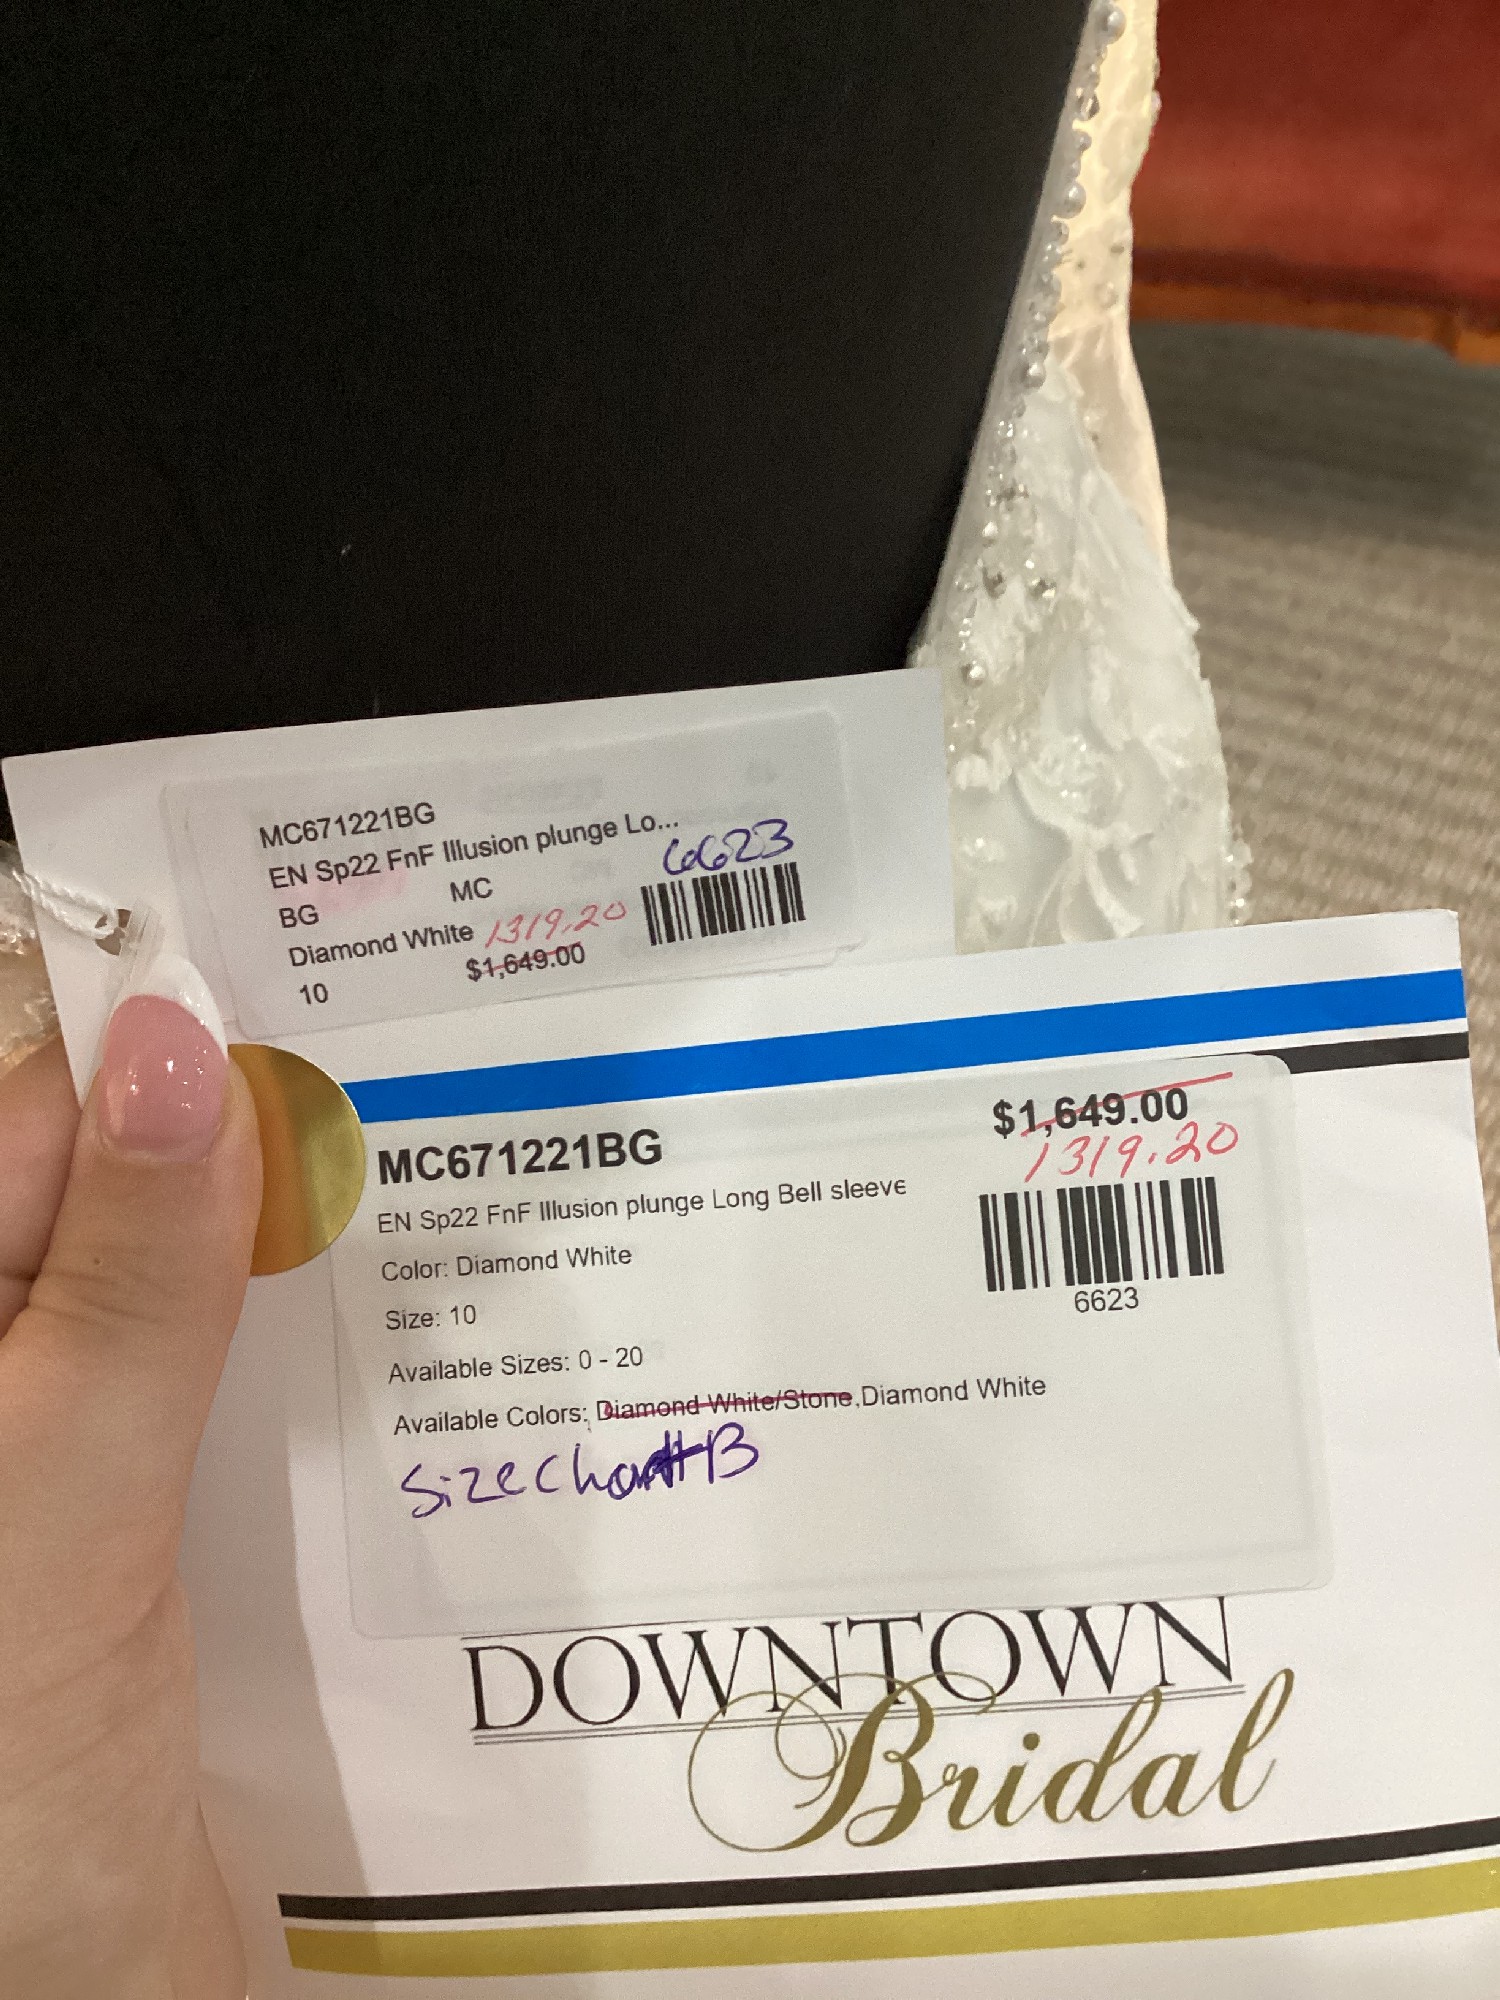 MC671221BG
EN Sp22 FnF Illusion plunge Lo...
6623
BG MC
Diamond White 1319.20
10 $1,649.00
MC671221BG
$1,649.00
1319.20
EN Sp22 FnF Illusion plunge Long Bell sleeve
Color: Diamond White
6623
Size: 10
Available Sizes: 0 - 20
Available Colors: Diamond White/Stone,Diamond White
Size Chart B
DOWNTOWN
Bridal